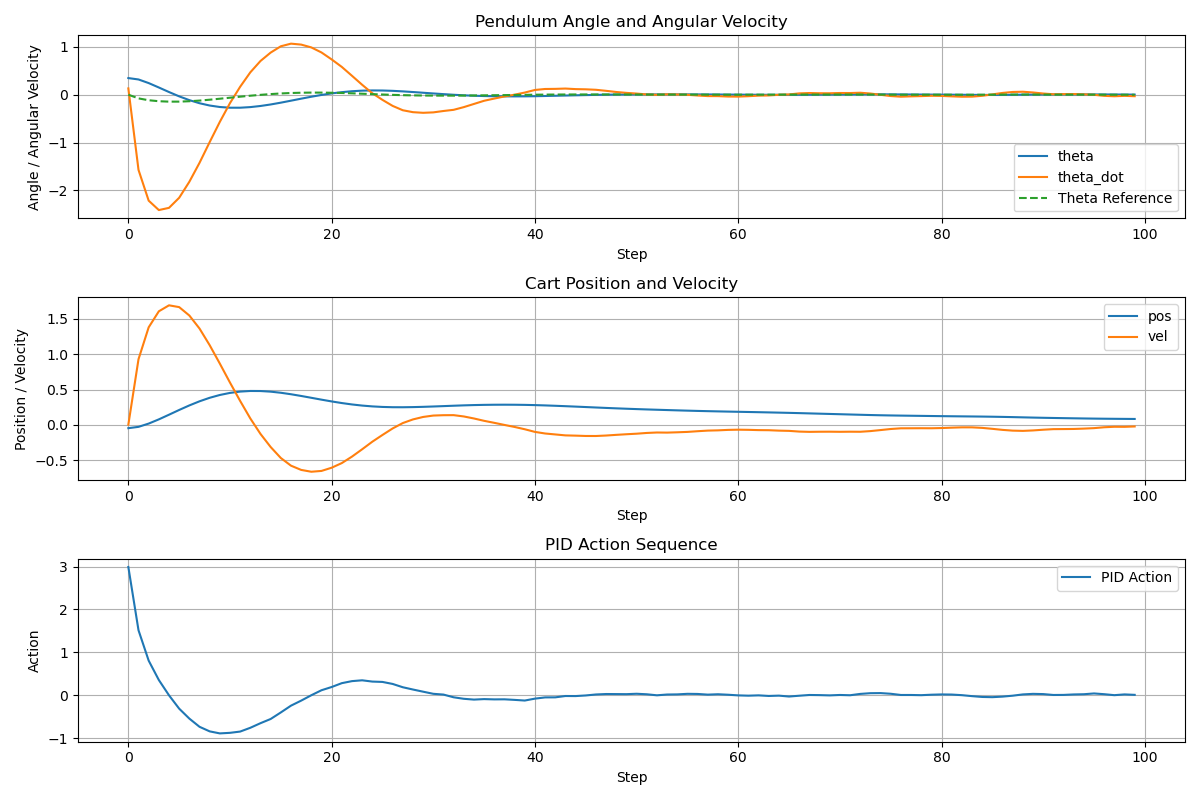 Pendulum Angle and Angular Velocity
Angle / Angular Velocity
1
0
−1
−2
theta
theta_dot
Theta Reference
0 20 40 60 80 100
Step
Cart Position and Velocity
Position / Velocity
1.5
1.0
0.5
0.0
−0.5
pos
vel
0 20 40 60 80 100
Step
PID Action Sequence
Action
3
2
1
0
−1
PID Action
0 20 40 60 80 100
Step